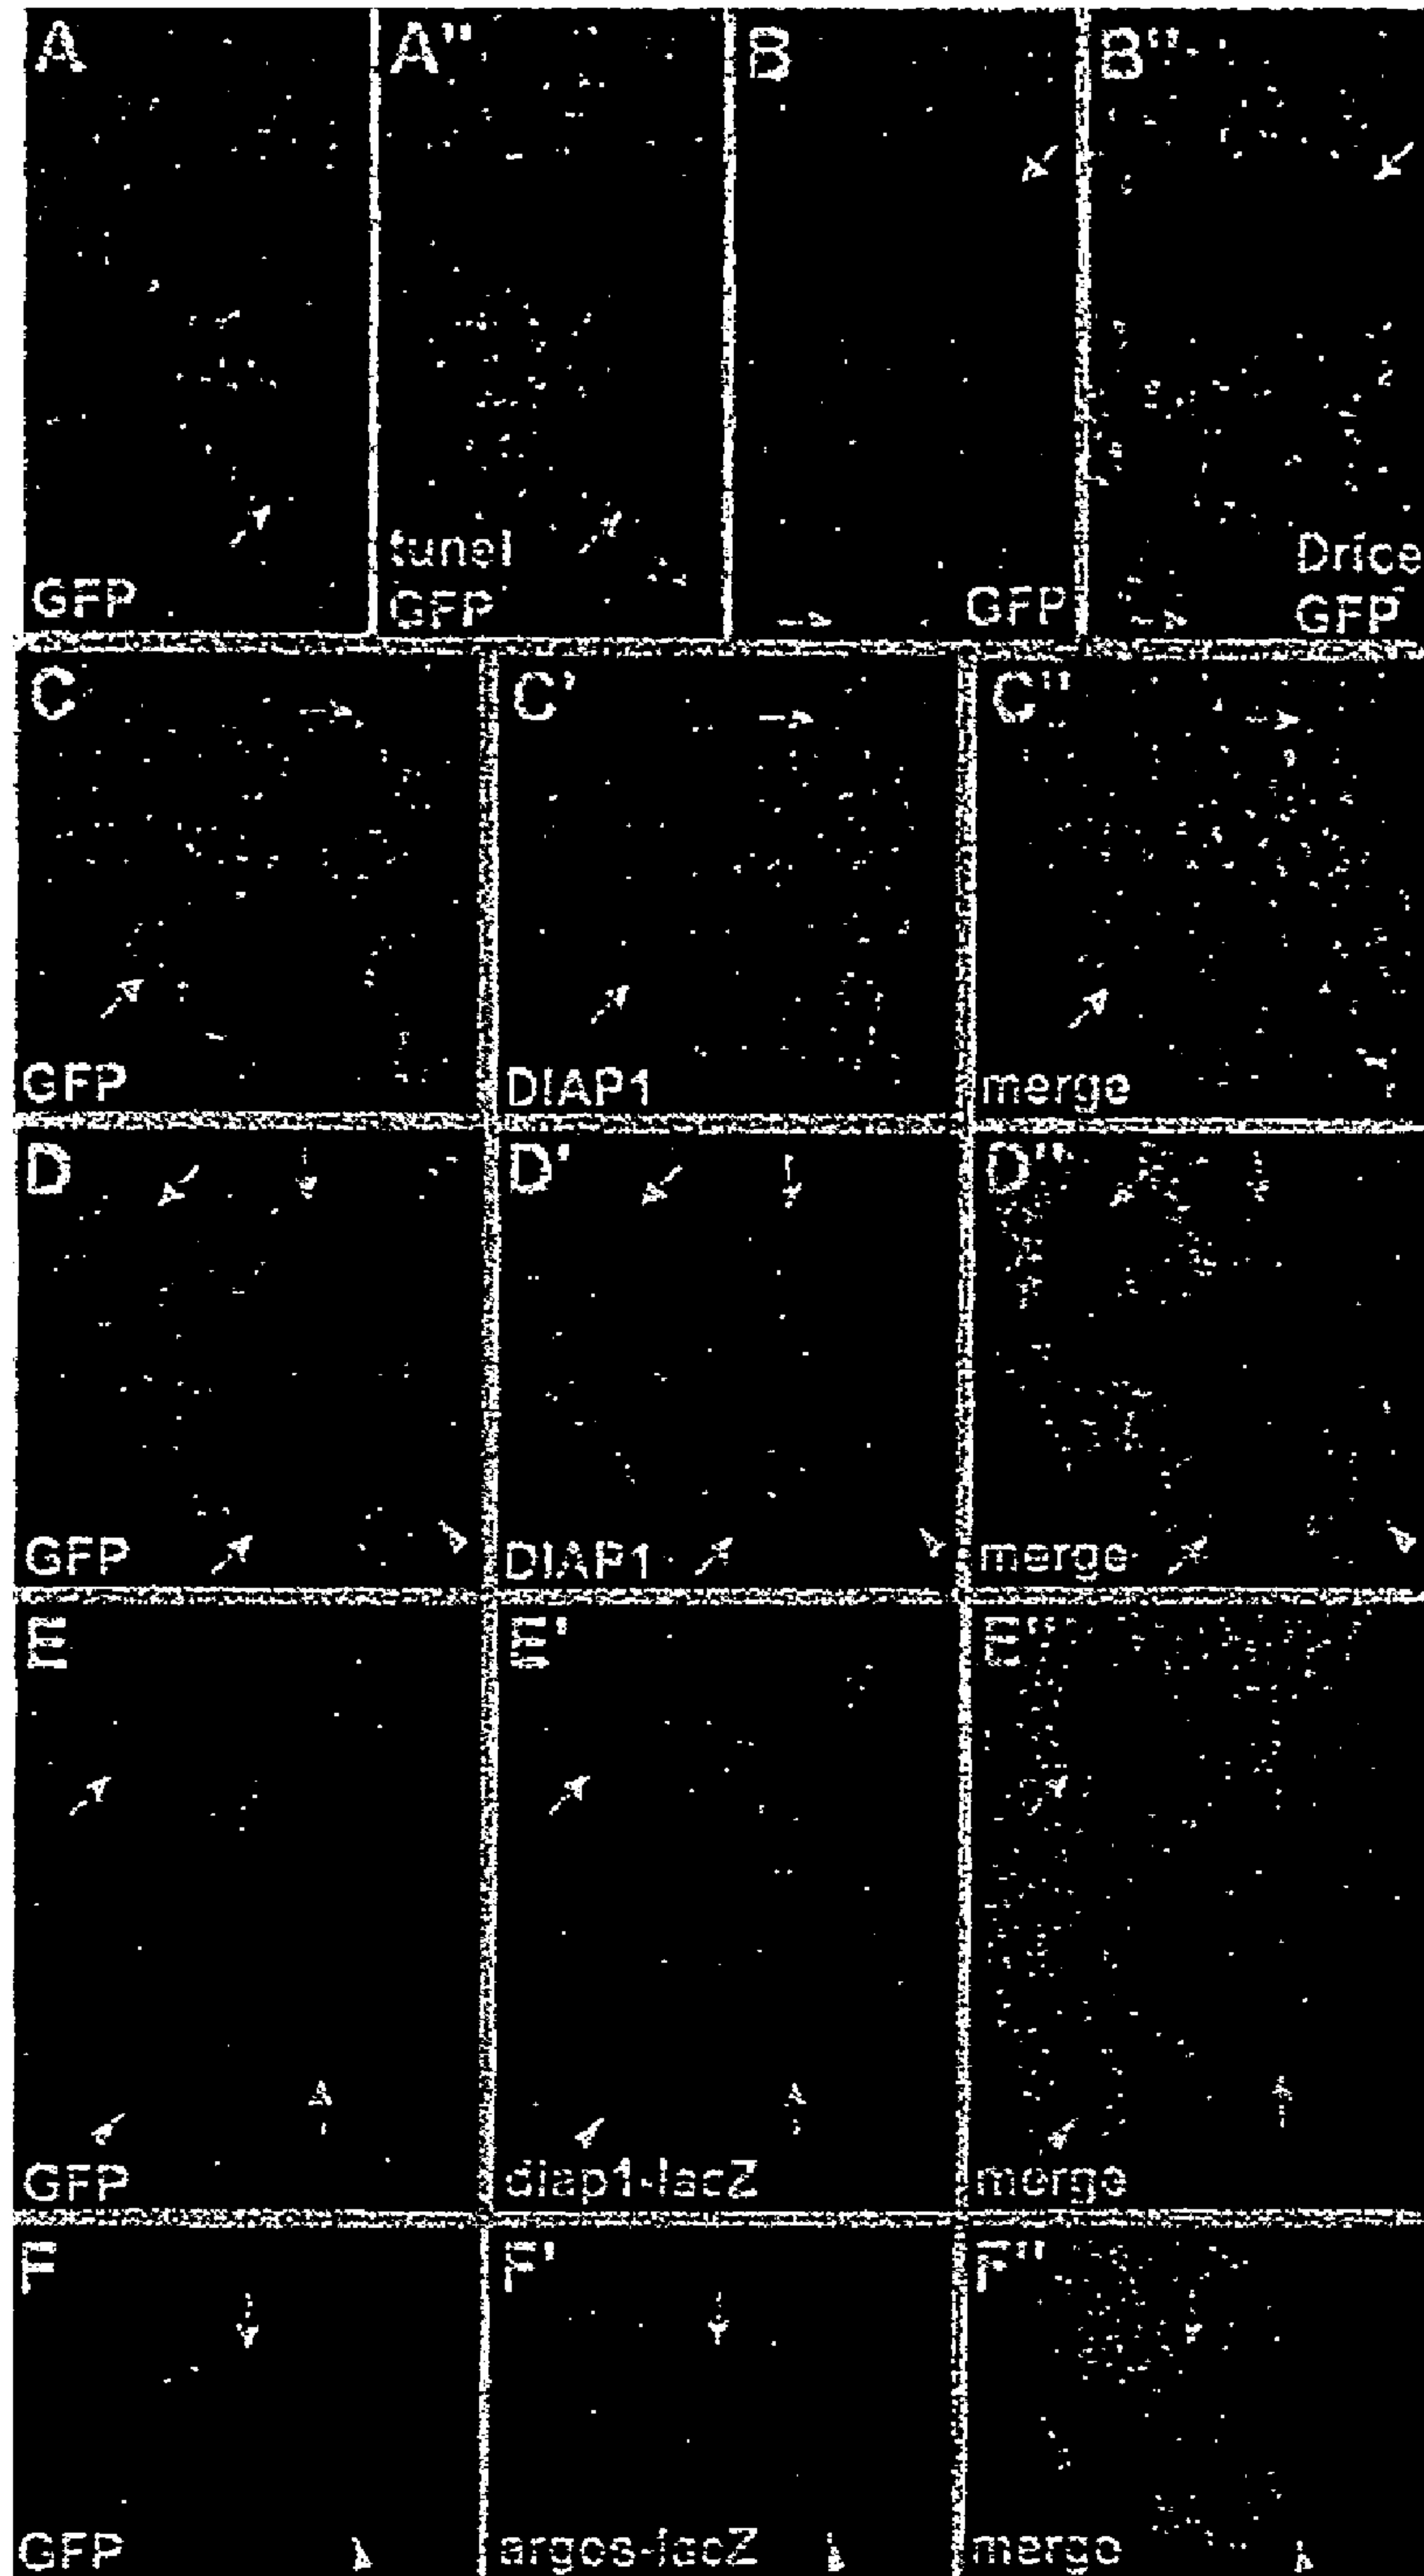 A A" B B"
GFP
tunel
GFP
GFP
Drice
GFP
C C' C"
GFP DIAP1 merge
D D' D"
GFP DIAP1 merge
E E' E"
GFP diap1-lacZ merge
F F' F"
GFP argos-lacZ merge